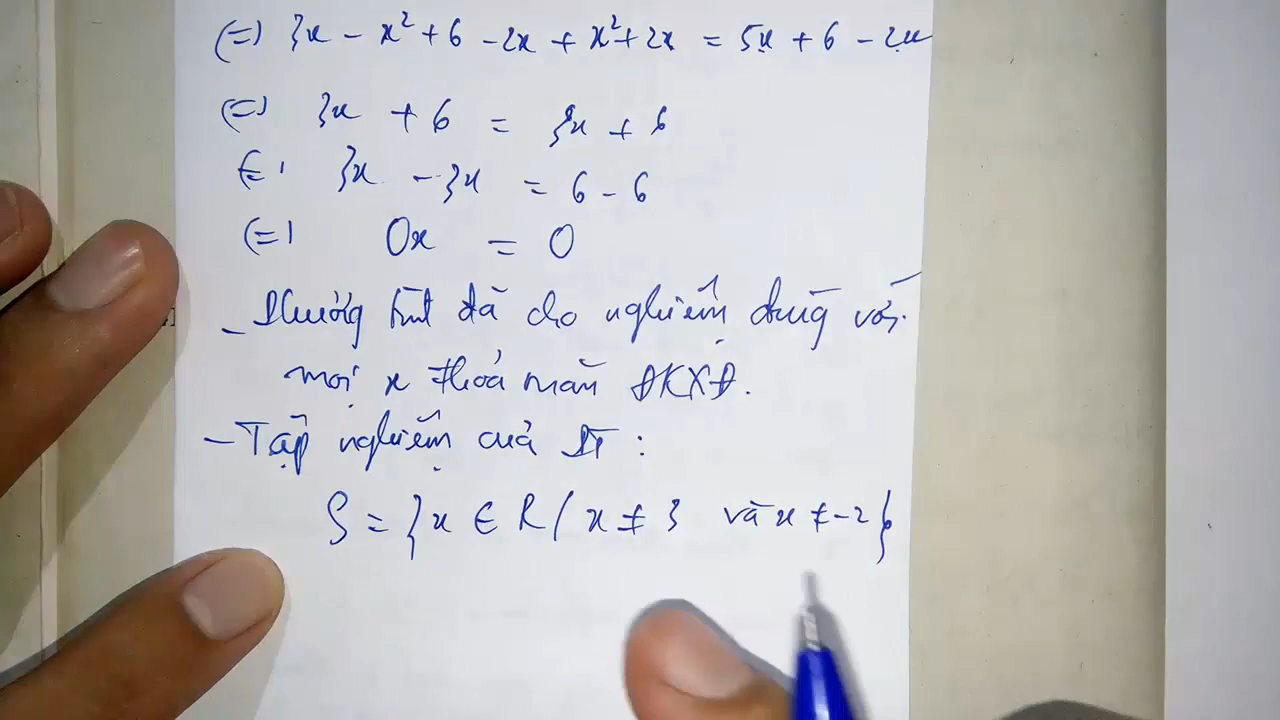 (=) 3x - x² + 6 - 2x + x² + 2x = 5x + 6 - 2x
(=) 3x + 6 = 3x + 6
(=) 3x - 3x = 6 - 6
(=) 0x = 0
- Phương trình đã cho nghiệm đúng với
mọi x thoả mãn ĐKXĐ.
- Tập nghiệm của PT :
S = {x ∈ R / x ≠ 3 và x ≠ -2}